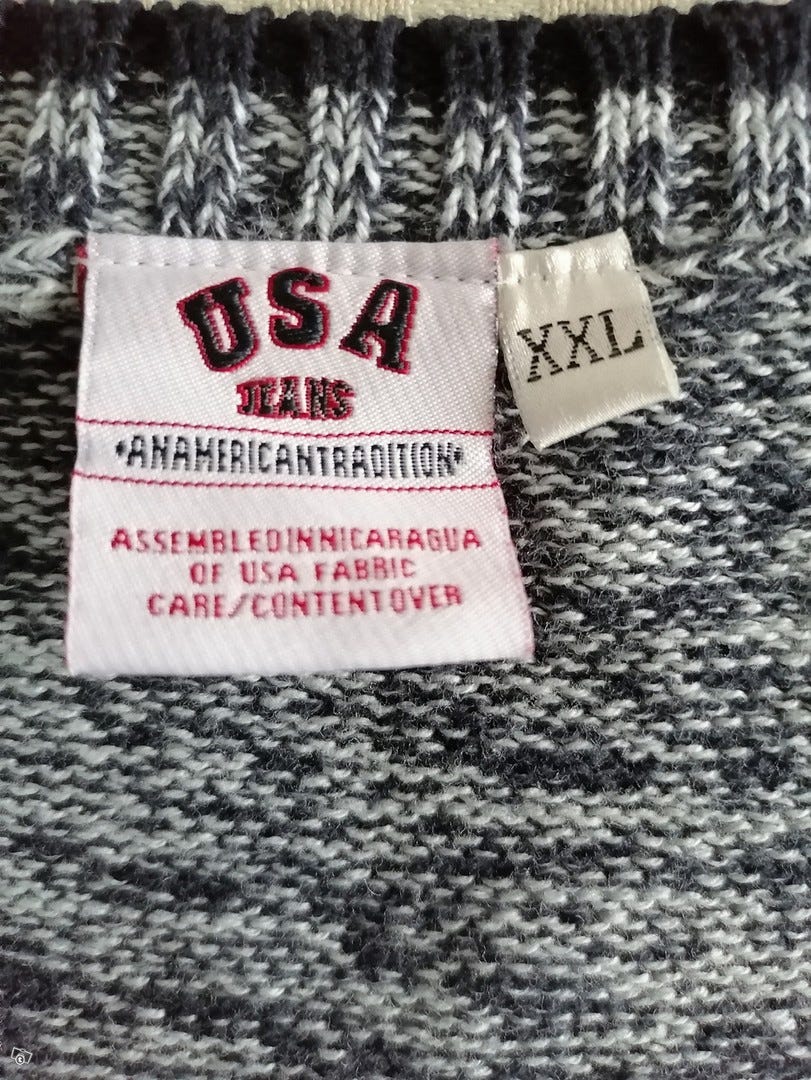 USA
JEANS
•ANAMERICANTRADITION•
ASSEMBLEDINNICARAGUA
OF USA FABRIC
CARE/CONTENTOVER
XXL